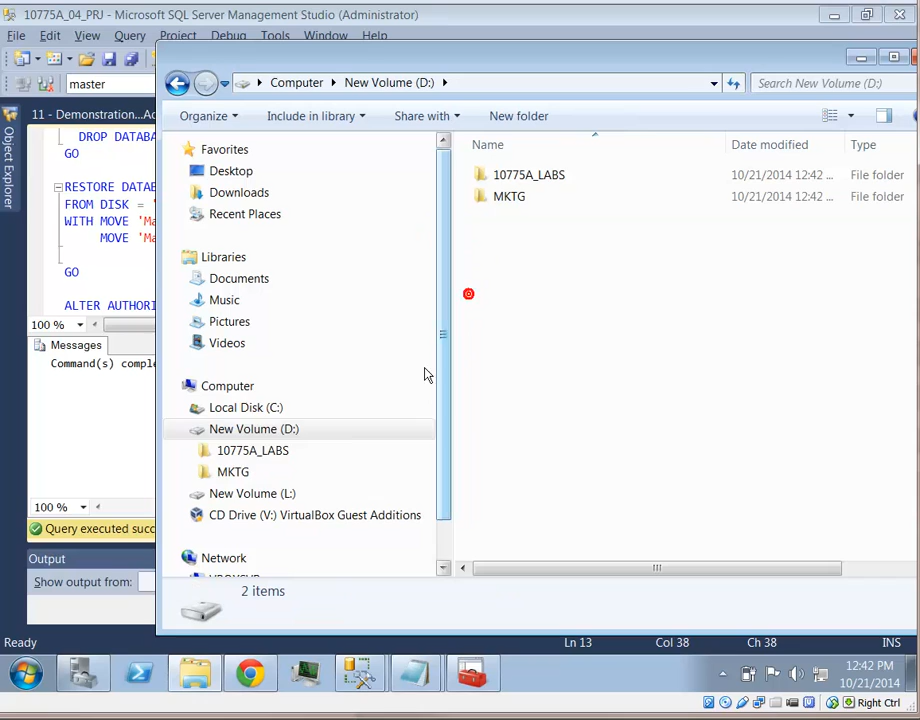 10775A_04_PRJ - Microsoft SQL Server Management Studio (Administrator)
File Edit View Query Project Debug Tools Window Help
master
Computer New Volume (D:)
Search New Volume (D:)
Organize Include in library Share with New folder
Object Explorer
11 - Demonstration...Ac
DROP DATABA
GO
RESTORE DATAB
FROM DISK = '
WITH MOVE 'Ma
MOVE 'Ma
GO
ALTER AUTHORI
100 %
Messages
Command(s) comple
100 %
Query executed succ
Output
Show output from:
Favorites
Desktop
Downloads
Recent Places
Libraries
Documents
Music
Pictures
Videos
Computer
Local Disk (C:)
New Volume (D:)
10775A_LABS
MKTG
New Volume (L:)
CD Drive (V:) VirtualBox Guest Additions
Network
Name Date modified Type
10775A_LABS 10/21/2014 12:42 ... File folder
MKTG 10/21/2014 12:42 ... File folder
2 items
Ready Ln 13 Col 38 Ch 38 INS
12:42 PM
10/21/2014
Right Ctrl